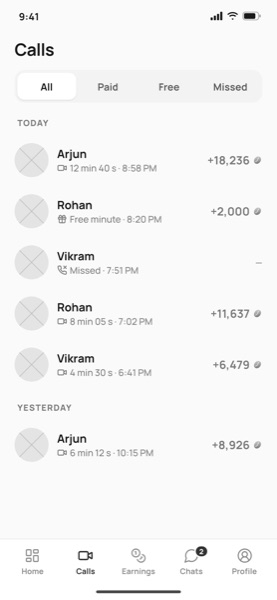 9:41
Calls
All Paid Free Missed
TODAY
Arjun
12 min 40 s · 8:58 PM
+18,236
Rohan
Free minute · 8:20 PM
+2,000
Vikram
Missed · 7:51 PM
–
Rohan
8 min 05 s · 7:02 PM
+11,637
Vikram
4 min 30 s · 6:41 PM
+6,479
YESTERDAY
Arjun
6 min 12 s · 10:15 PM
+8,926
2
Home Calls Earnings Chats Profile